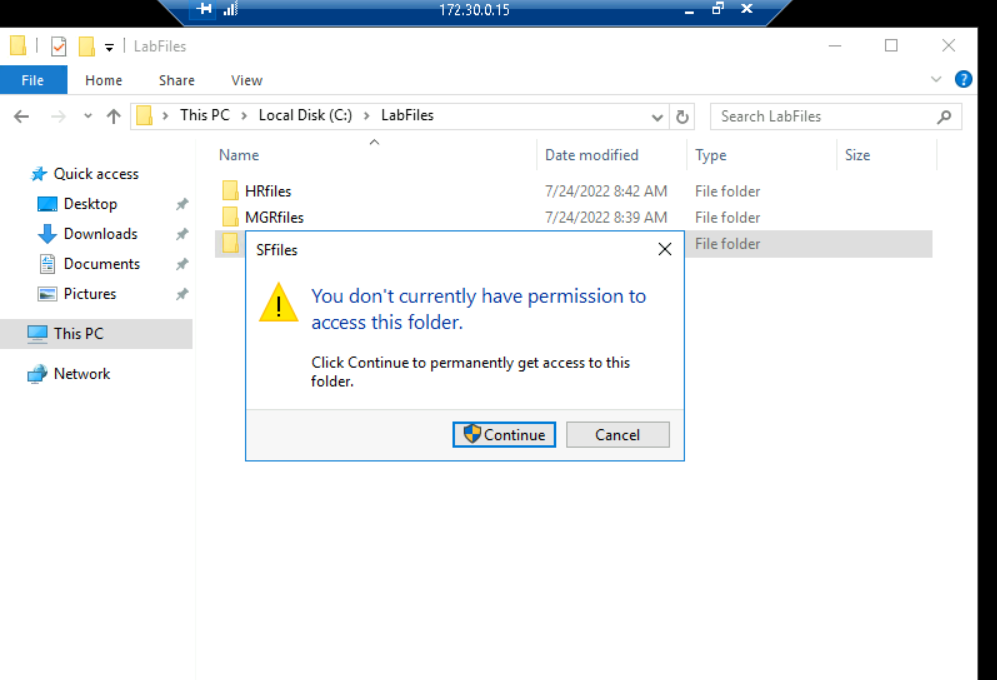 172.30.0.15
LabFiles
File Home Share View
This PC Local Disk (C:) LabFiles
Search LabFiles
Name Date modified Type Size
Quick access
Desktop
Downloads
Documents
Pictures
This PC
Network
HRfiles 7/24/2022 8:42 AM File folder
MGRfiles 7/24/2022 8:39 AM File folder
File folder
SFfiles
You don't currently have permission to
access this folder.
Click Continue to permanently get access to this
folder.
Continue Cancel